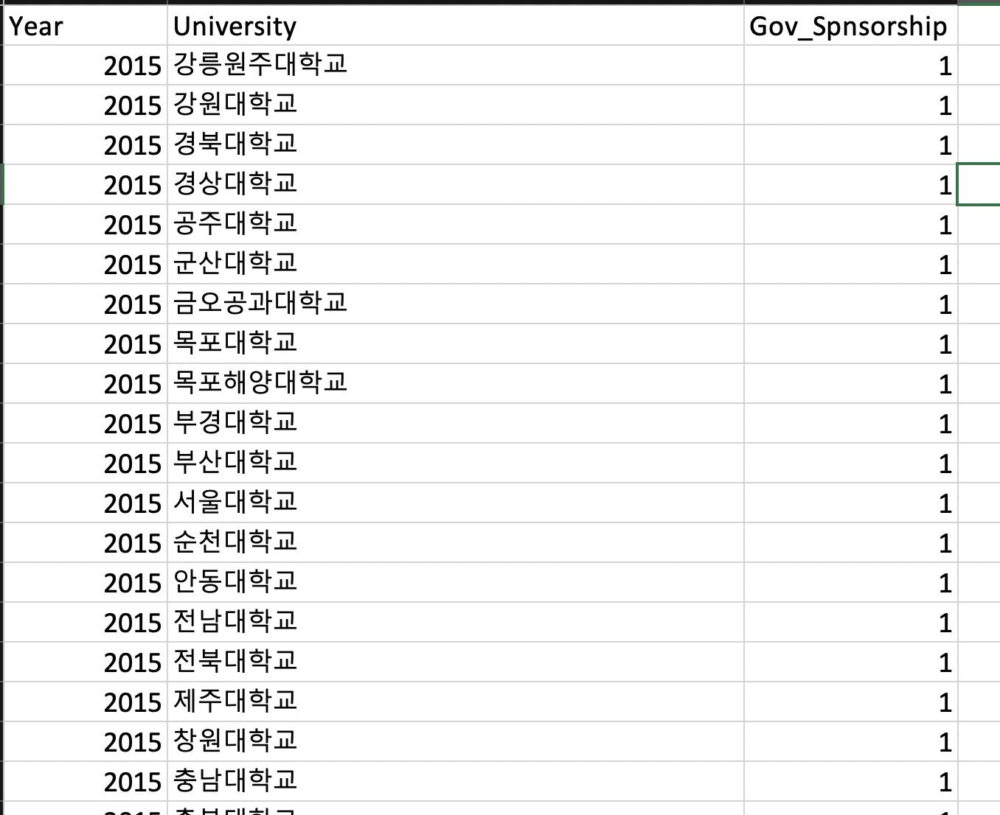 Year University Gov_Spnsorship
2015 강릉원주대학교 1
2015 강원대학교 1
2015 경북대학교 1
2015 경상대학교 1
2015 공주대학교 1
2015 군산대학교 1
2015 금오공과대학교 1
2015 목포대학교 1
2015 목포해양대학교 1
2015 부경대학교 1
2015 부산대학교 1
2015 서울대학교 1
2015 순천대학교 1
2015 안동대학교 1
2015 전남대학교 1
2015 전북대학교 1
2015 제주대학교 1
2015 창원대학교 1
2015 충남대학교 1